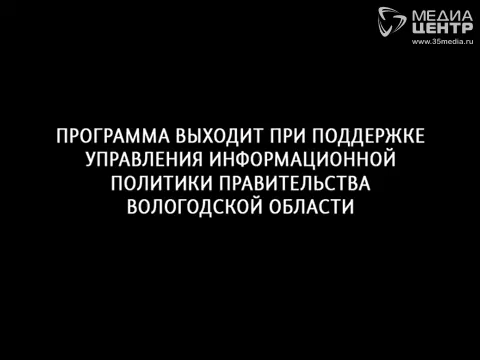 МЕДИА
ЦЕНТР
www.35media.ru
ПРОГРАММА ВЫХОДИТ ПРИ ПОДДЕРЖКЕ
УПРАВЛЕНИЯ ИНФОРМАЦИОННОЙ
ПОЛИТИКИ ПРАВИТЕЛЬСТВА
ВОЛОГОДСКОЙ ОБЛАСТИ